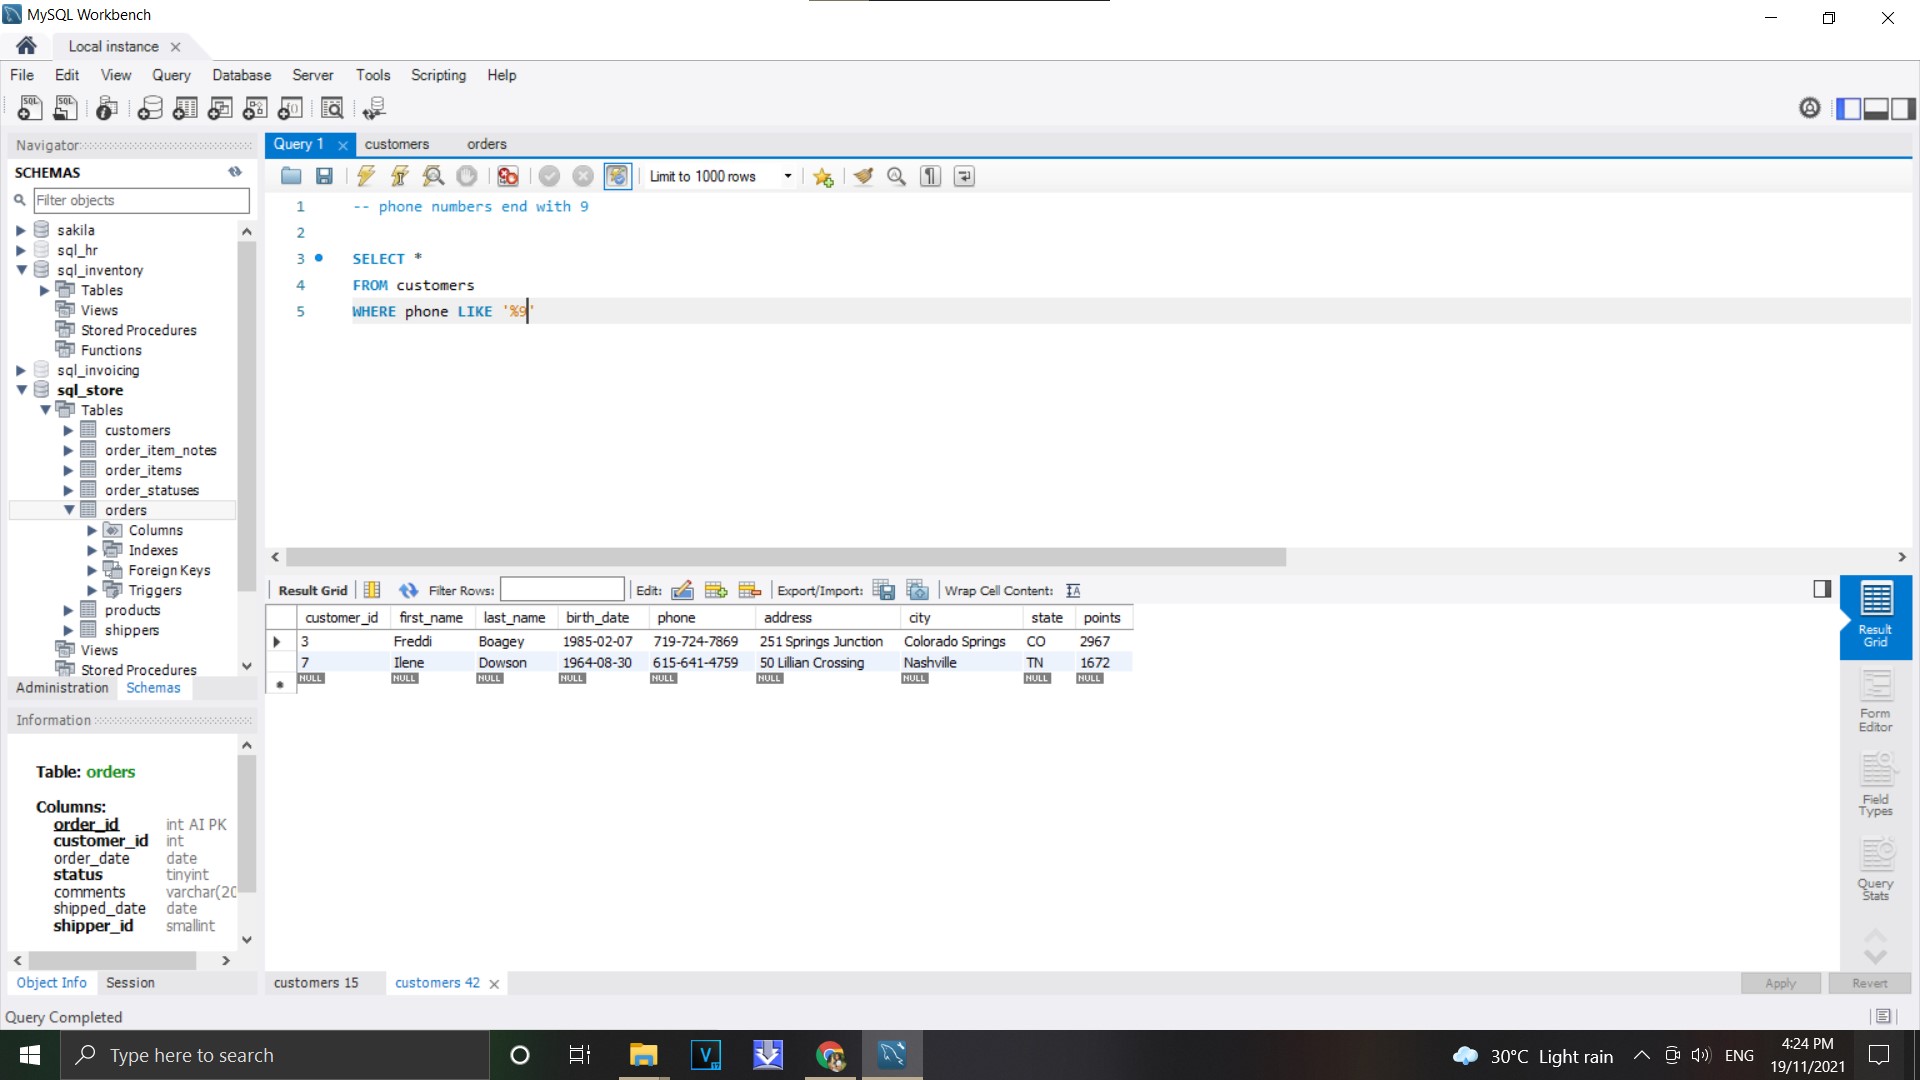 MySQL Workbench
Local instance
File Edit View Query Database Server Tools Scripting Help
Navigator
SCHEMAS
Filter objects
sakila
sql_hr
sql_inventory
Tables
Views
Stored Procedures
Functions
sql_invoicing
sql_store
Tables
customers
order_item_notes
order_items
order_statuses
orders
Columns
Indexes
Foreign Keys
Triggers
products
shippers
Views
Stored Procedures
Administration Schemas
Information
Table: orders
Columns:
order_id int AI PK
customer_id int
order_date date
status tinyint
comments varchar(20
shipped_date date
shipper_id smallint
Object Info Session
Query 1 customers orders
Limit to 1000 rows
1 -- phone numbers end with 9
2
3 SELECT *
4 FROM customers
5 WHERE phone LIKE '%9'
Result Grid Filter Rows: Edit: Export/Import: Wrap Cell Content:
customer_id first_name last_name birth_date phone address city state points
3 Freddi Boagey 1985-02-07 719-724-7869 251 Springs Junction Colorado Springs CO 2967
7 Ilene Dowson 1964-08-30 615-641-4759 50 Lillian Crossing Nashville TN 1672
NULL NULL NULL NULL NULL NULL NULL NULL NULL
Result
Grid
Form
Editor
Field
Types
Query
Stats
customers 15 customers 42
Apply Revert
Query Completed
Type here to search
30°C Light rain
ENG
4:24 PM
19/11/2021